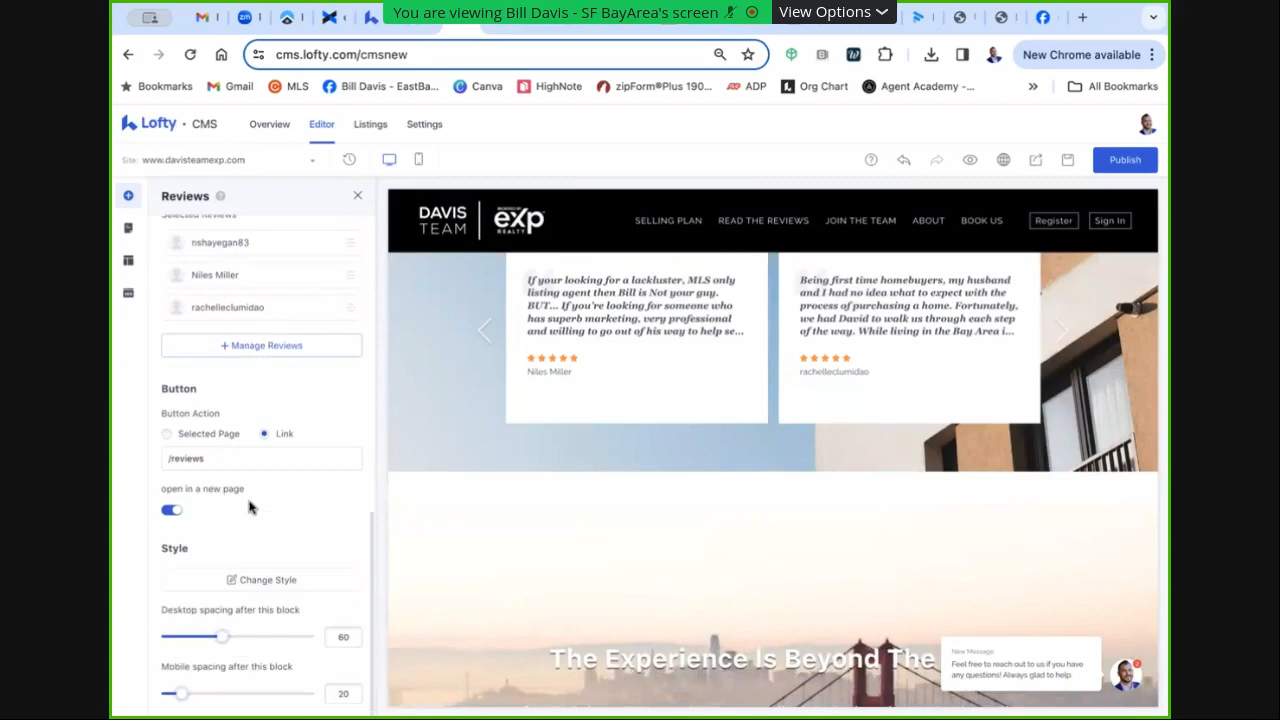 You are viewing Bill Davis - SF BayArea's screen
View Options
cms.lofty.com/cmsnew
New Chrome available
Bookmarks
Gmail
MLS
Bill Davis - EastBa...
Canva
HighNote
zipForm®Plus 190...
ADP
Org Chart
Agent Academy -...
»
All Bookmarks
Lofty • CMS
Overview
Editor
Listings
Settings
Site: www.davisteamexp.com
Publish
Reviews
Selected Reviews
nshayegan83
Niles Miller
rachelleclumidao
+ Manage Reviews
Button
Button Action
Selected Page
Link
/reviews
open in a new page
Style
Change Style
Desktop spacing after this block
60
Mobile spacing after this block
20
DAVIS
TEAM
exp
REALTY
SELLING PLAN
READ THE REVIEWS
JOIN THE TEAM
ABOUT
BOOK US
Register
Sign In
If your looking for a lackluster, MLS only
listing agent then Bill is Not your guy.
BUT... If you're looking for someone who
has superb marketing, very professional
and willing to go out of his way to help se...
Niles Miller
Being first time homebuyers, my husband
and I had no idea what to expect with the
process of purchasing a home. Fortunately,
we had David to walk us through each step
of the way. While living in the Bay Area i...
rachelleclumidao
The Experience Is Beyond The
New Message
Feel free to reach out to us if you have
any questions! Always glad to help.